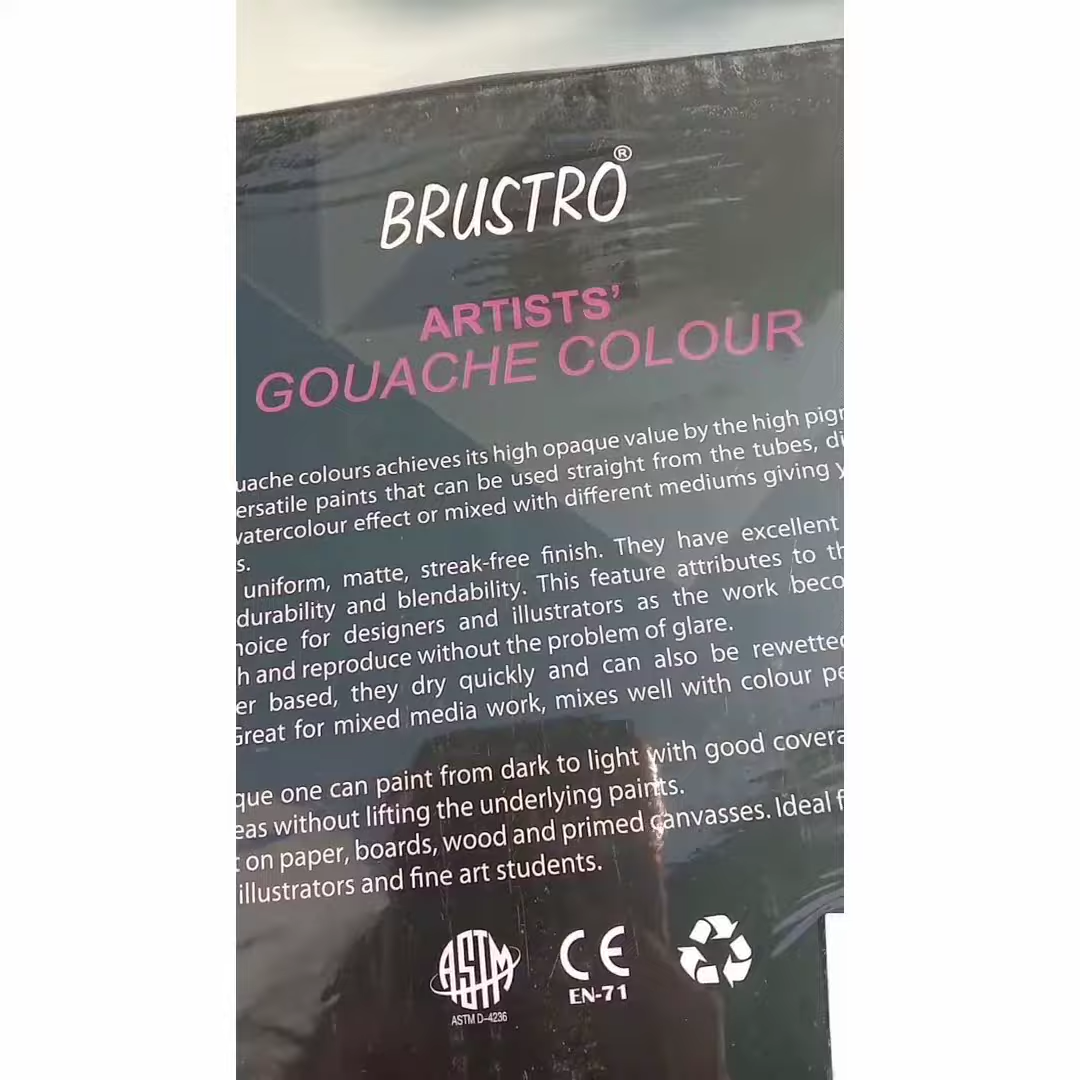 BRUSTRO®
ARTISTS'
GOUACHE COLOUR
uache colours achieves its high opaque value by the high pigr
ersatile paints that can be used straight from the tubes, di
vatercolour effect or mixed with different mediums giving y
s.
uniform, matte, streak-free finish. They have excellent
durability and blendability. This feature attributes to th
hoice for designers and illustrators as the work beco
h and reproduce without the problem of glare.
er based, they dry quickly and can also be rewetted
Great for mixed media work, mixes well with colour pe
que one can paint from dark to light with good covera
eas without lifting the underlying paints.
t on paper, boards, wood and primed canvasses. Ideal f
illustrators and fine art students.
ASTM CE
ASTM D-4236 EN-71